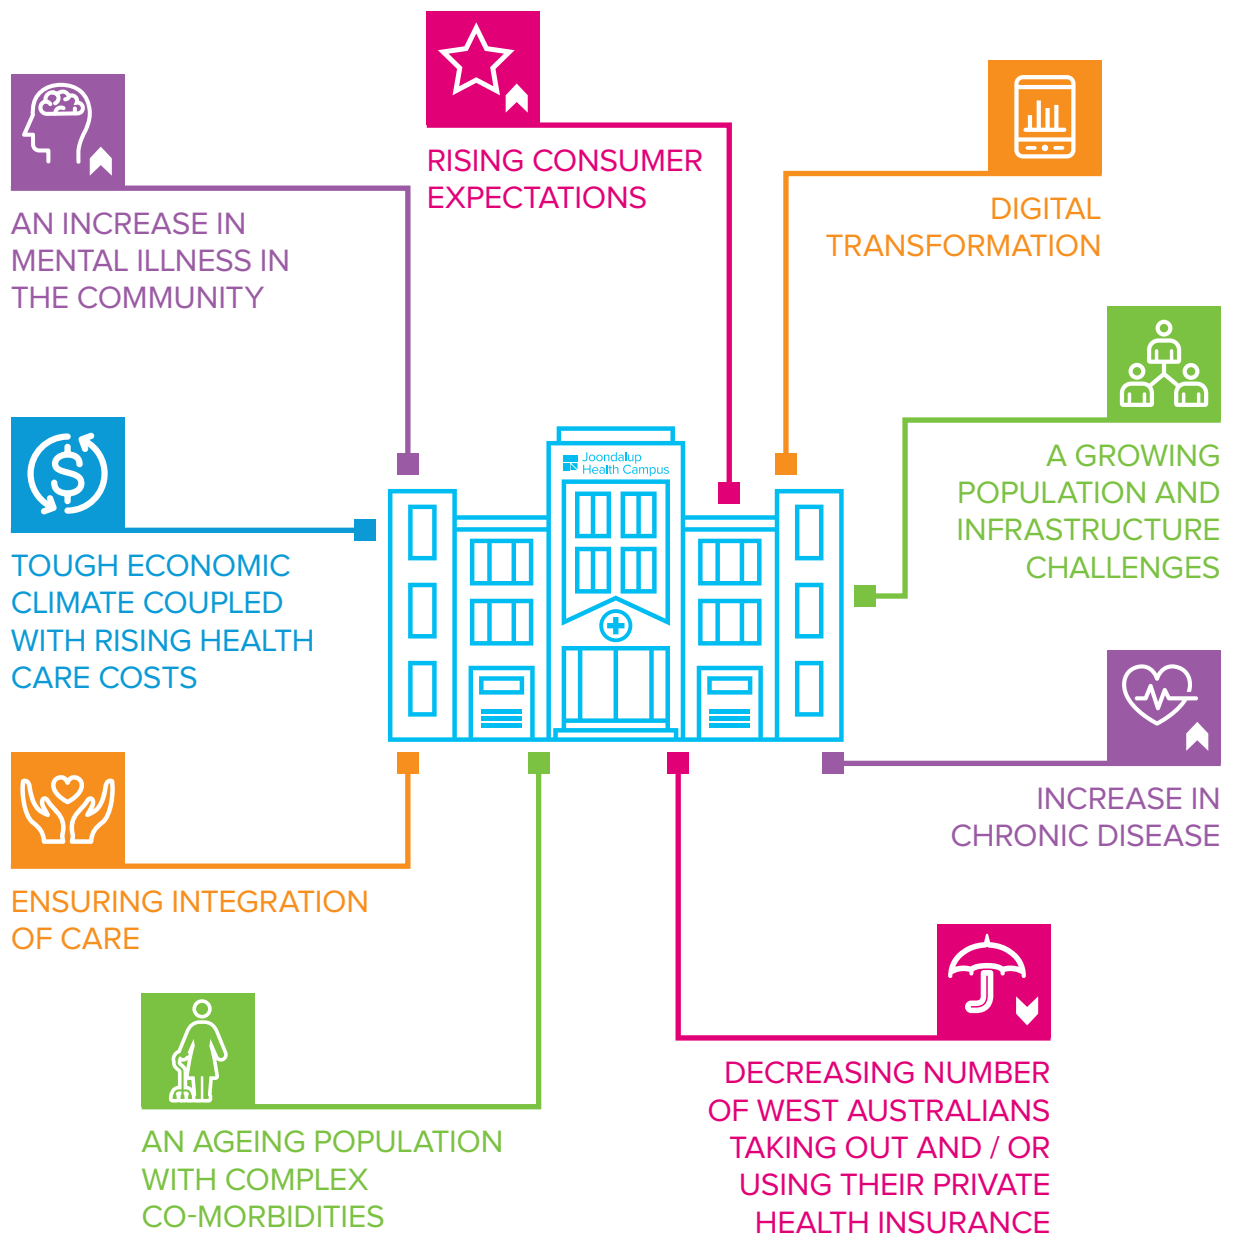 RISING CONSUMER
EXPECTATIONS
AN INCREASE IN
MENTAL ILLNESS IN
THE COMMUNITY
DIGITAL
TRANSFORMATION
A GROWING
POPULATION AND
INFRASTRUCTURE
CHALLENGES
Joondalup
Health Campus
TOUGH ECONOMIC
CLIMATE COUPLED
WITH RISING HEALTH
CARE COSTS
INCREASE IN
CHRONIC DISEASE
ENSURING INTEGRATION
OF CARE
AN AGEING POPULATION
WITH COMPLEX
CO-MORBIDITIES
DECREASING NUMBER
OF WEST AUSTRALIANS
TAKING OUT AND / OR
USING THEIR PRIVATE
HEALTH INSURANCE